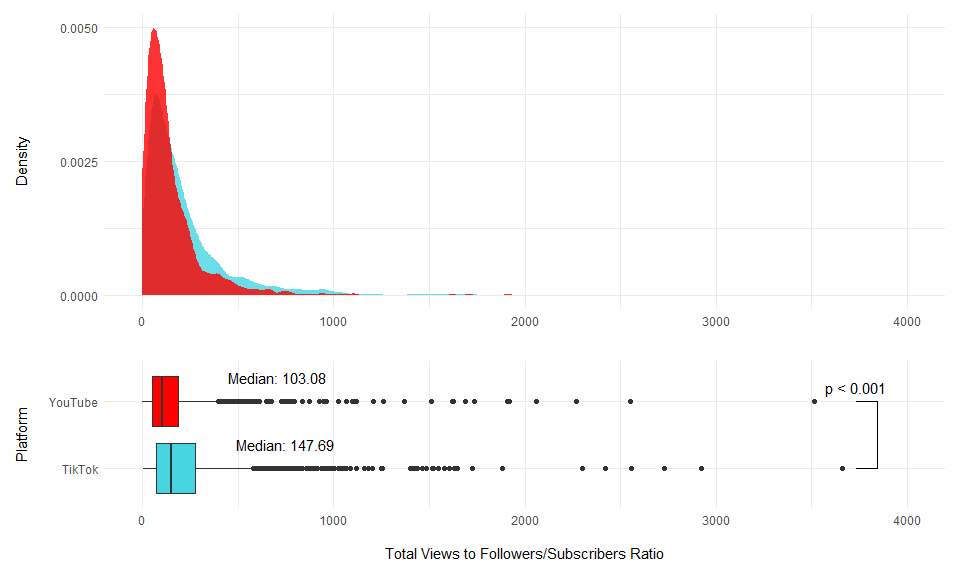 0.0050
0.0025
0.0000
Density
0 1000 2000 3000 4000
Median: 103.08
p < 0.001
YouTube
Median: 147.69
TikTok
Platform
0 1000 2000 3000 4000
Total Views to Followers/Subscribers Ratio